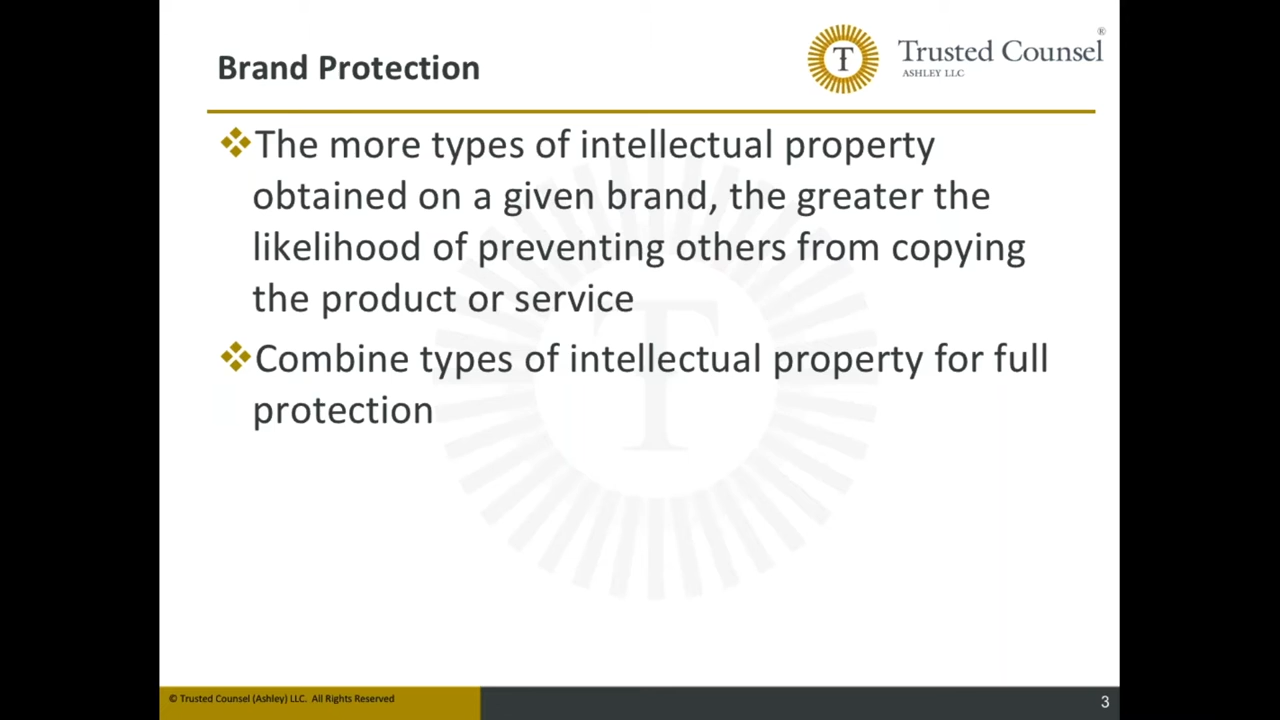 Brand Protection
T
Trusted Counsel®
ASHLEY LLC
❖The more types of intellectual property
obtained on a given brand, the greater the
likelihood of preventing others from copying
the product or service
❖Combine types of intellectual property for full
protection
T
© Trusted Counsel (Ashley) LLC. All Rights Reserved
3